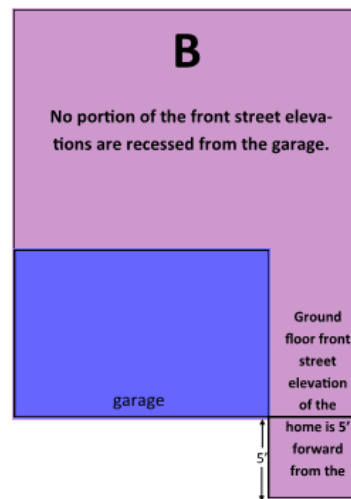 B
No portion of the front street eleva-
tions are recessed from the garage.
Ground
floor front
street
elevation
of the
home is 5'
forward
from the
garage
5'